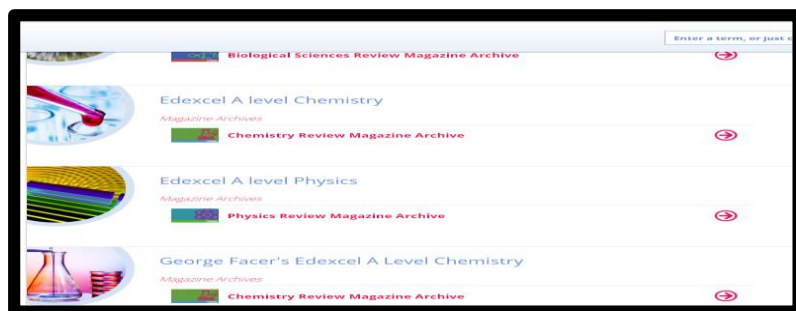 Enter a term, or just
Biological Sciences Review Magazine Archive
Edexcel A level Chemistry
Magazine Archives
Chemistry Review Magazine Archive
Edexcel A level Physics
Magazine Archives
Physics Review Magazine Archive
George Facer's Edexcel A Level Chemistry
Magazine Archives
Chemistry Review Magazine Archive